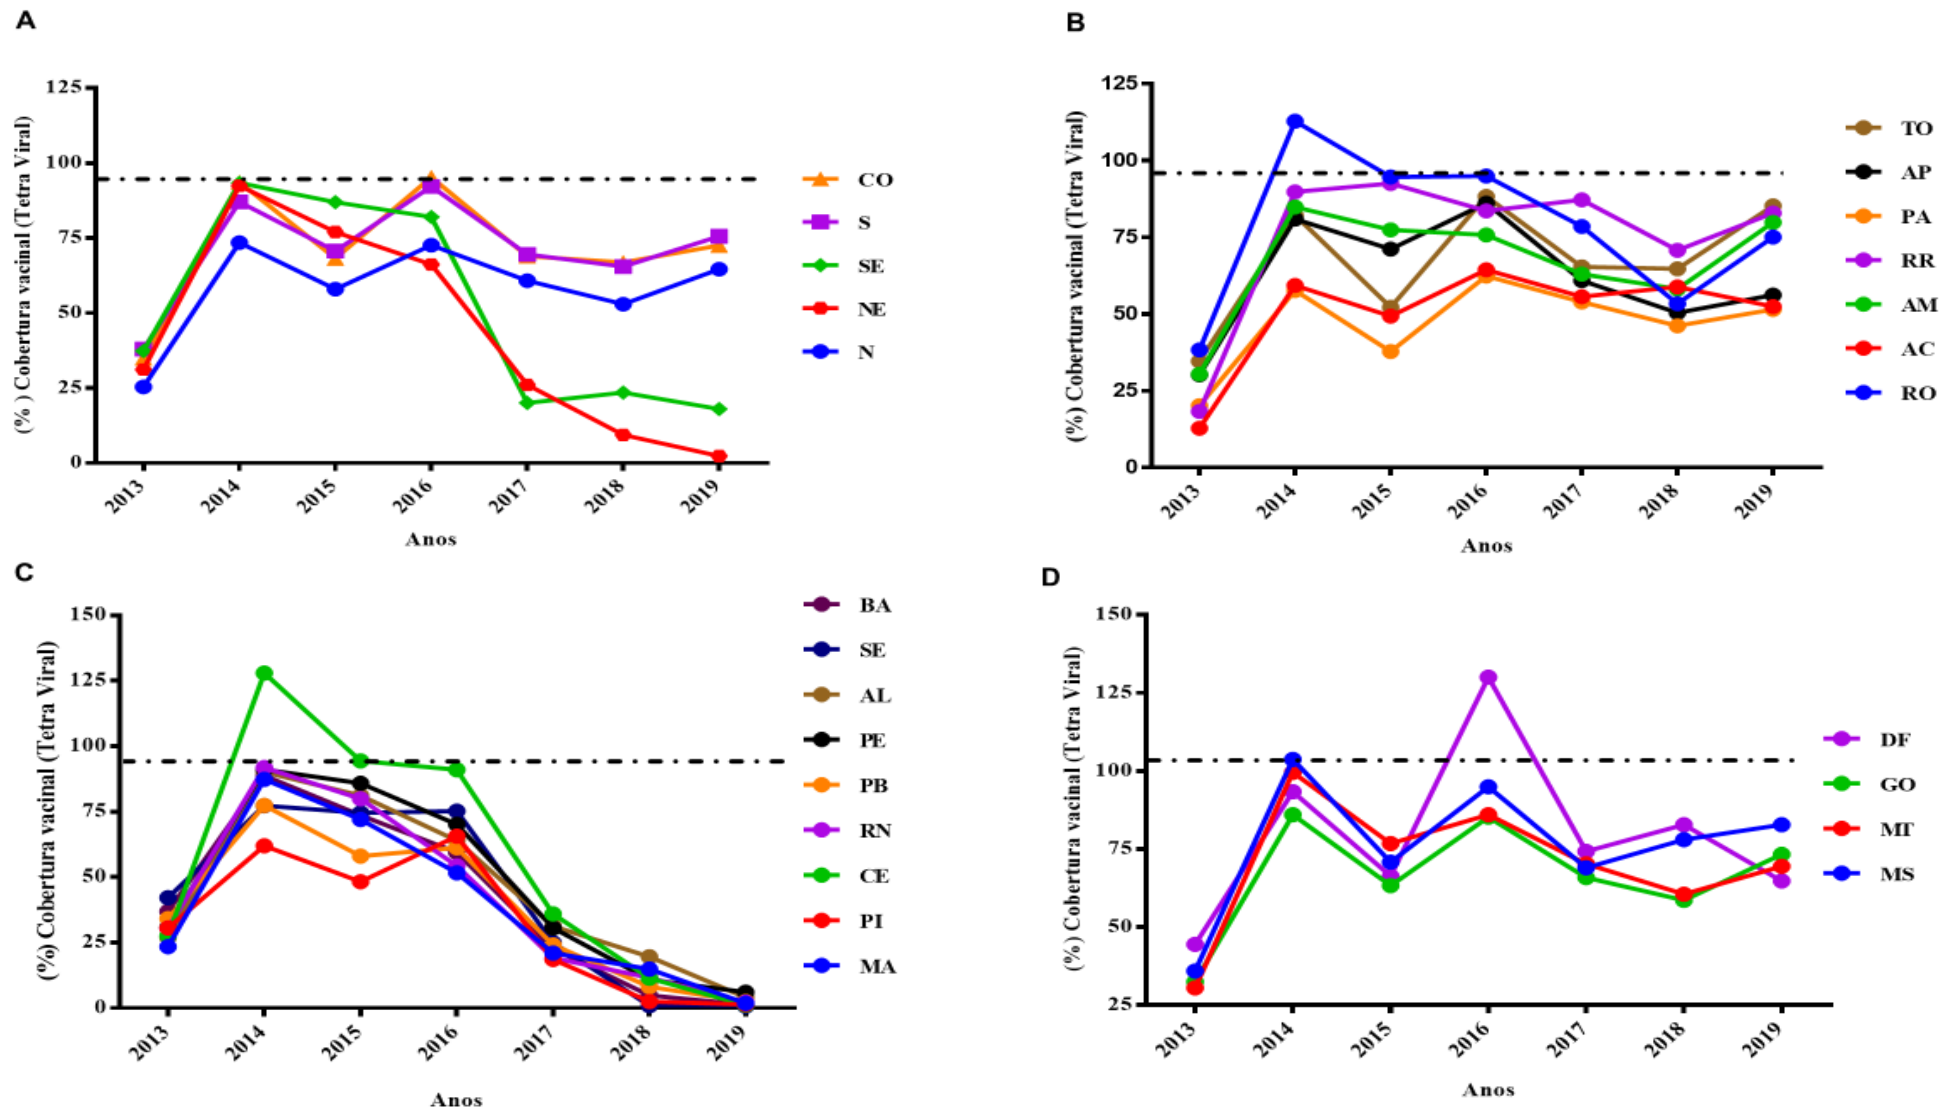 A
(% ) Cobertura vacinal (Tetra Viral)
125
100
75
50
25
0
2013
2014
2015
2016
2017
2018
2019
Anos
CO
S
SE
NE
N
B
(%) Cobertura vacinal (Tetra Viral)
125
100
75
50
25
0
2013
2014
2015
2016
2017
2018
2019
Anos
TO
AP
PA
RR
AM
AC
RO
C
(%) Cobertura vacinal (Tetra Viral)
150
125
100
75
50
25
0
2013
2014
2015
2016
2017
2018
2019
Anos
BA
SE
AL
PE
PB
RN
CE
PI
MA
D
(%) Cobertura vacinal (Tetra Viral)
150
125
100
75
50
25
2013
2014
2015
2016
2017
2018
2019
Anos
DF
GO
MT
MS